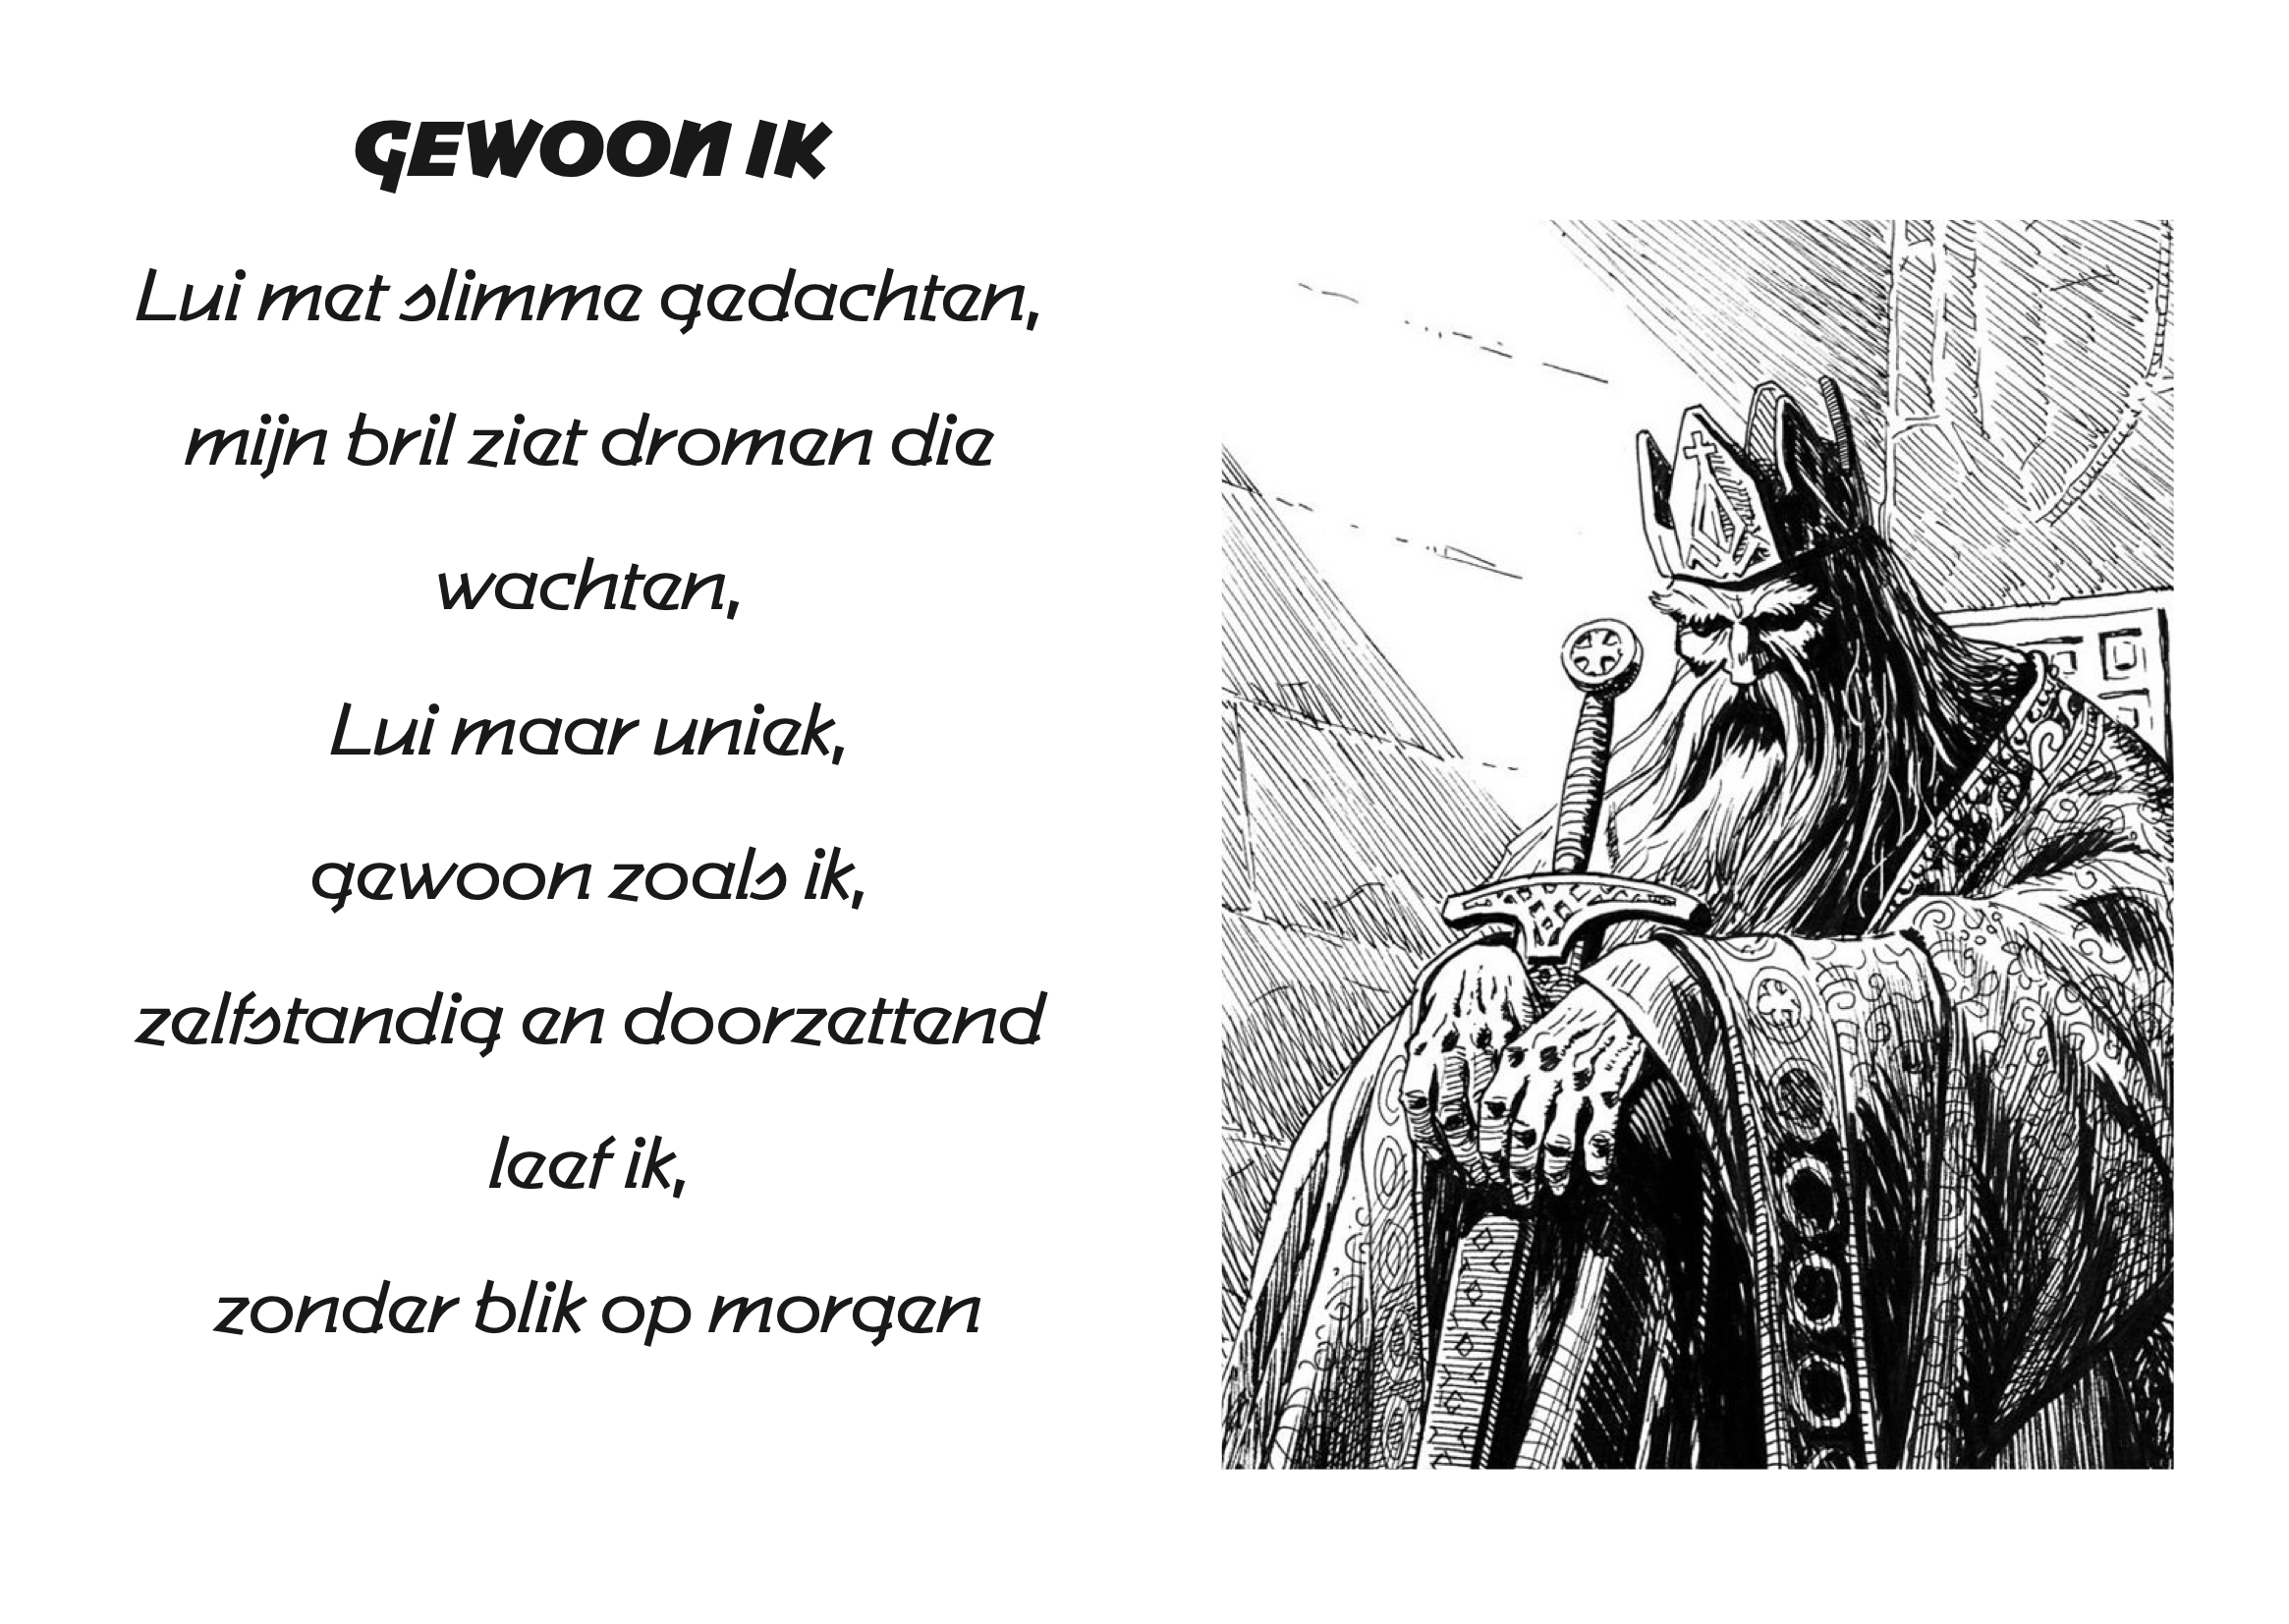 GEWOON IK
Lui met slimme gedachten,
mijn bril ziet dromen die
wachten,
Lui maar uniek,
gewoon zoals ik,
zelfstandig en doorzettend
leef ik,
zonder blik op morgen